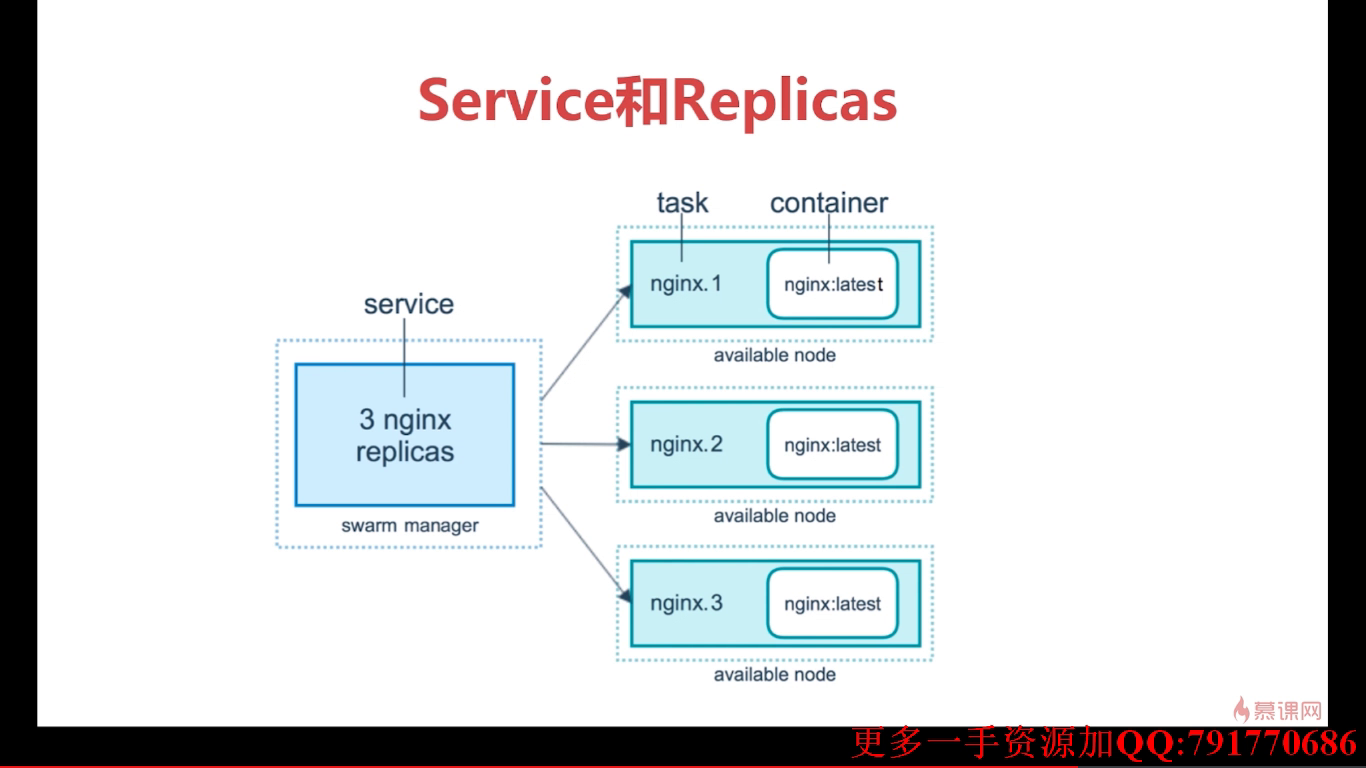 Service和Replicas
task
container
nginx.1
nginx:latest
available node
service
3 nginx
replicas
swarm manager
nginx.2
nginx:latest
available node
nginx.3
nginx:latest
available node
慕课网
更多一手资源加QQ:791770686